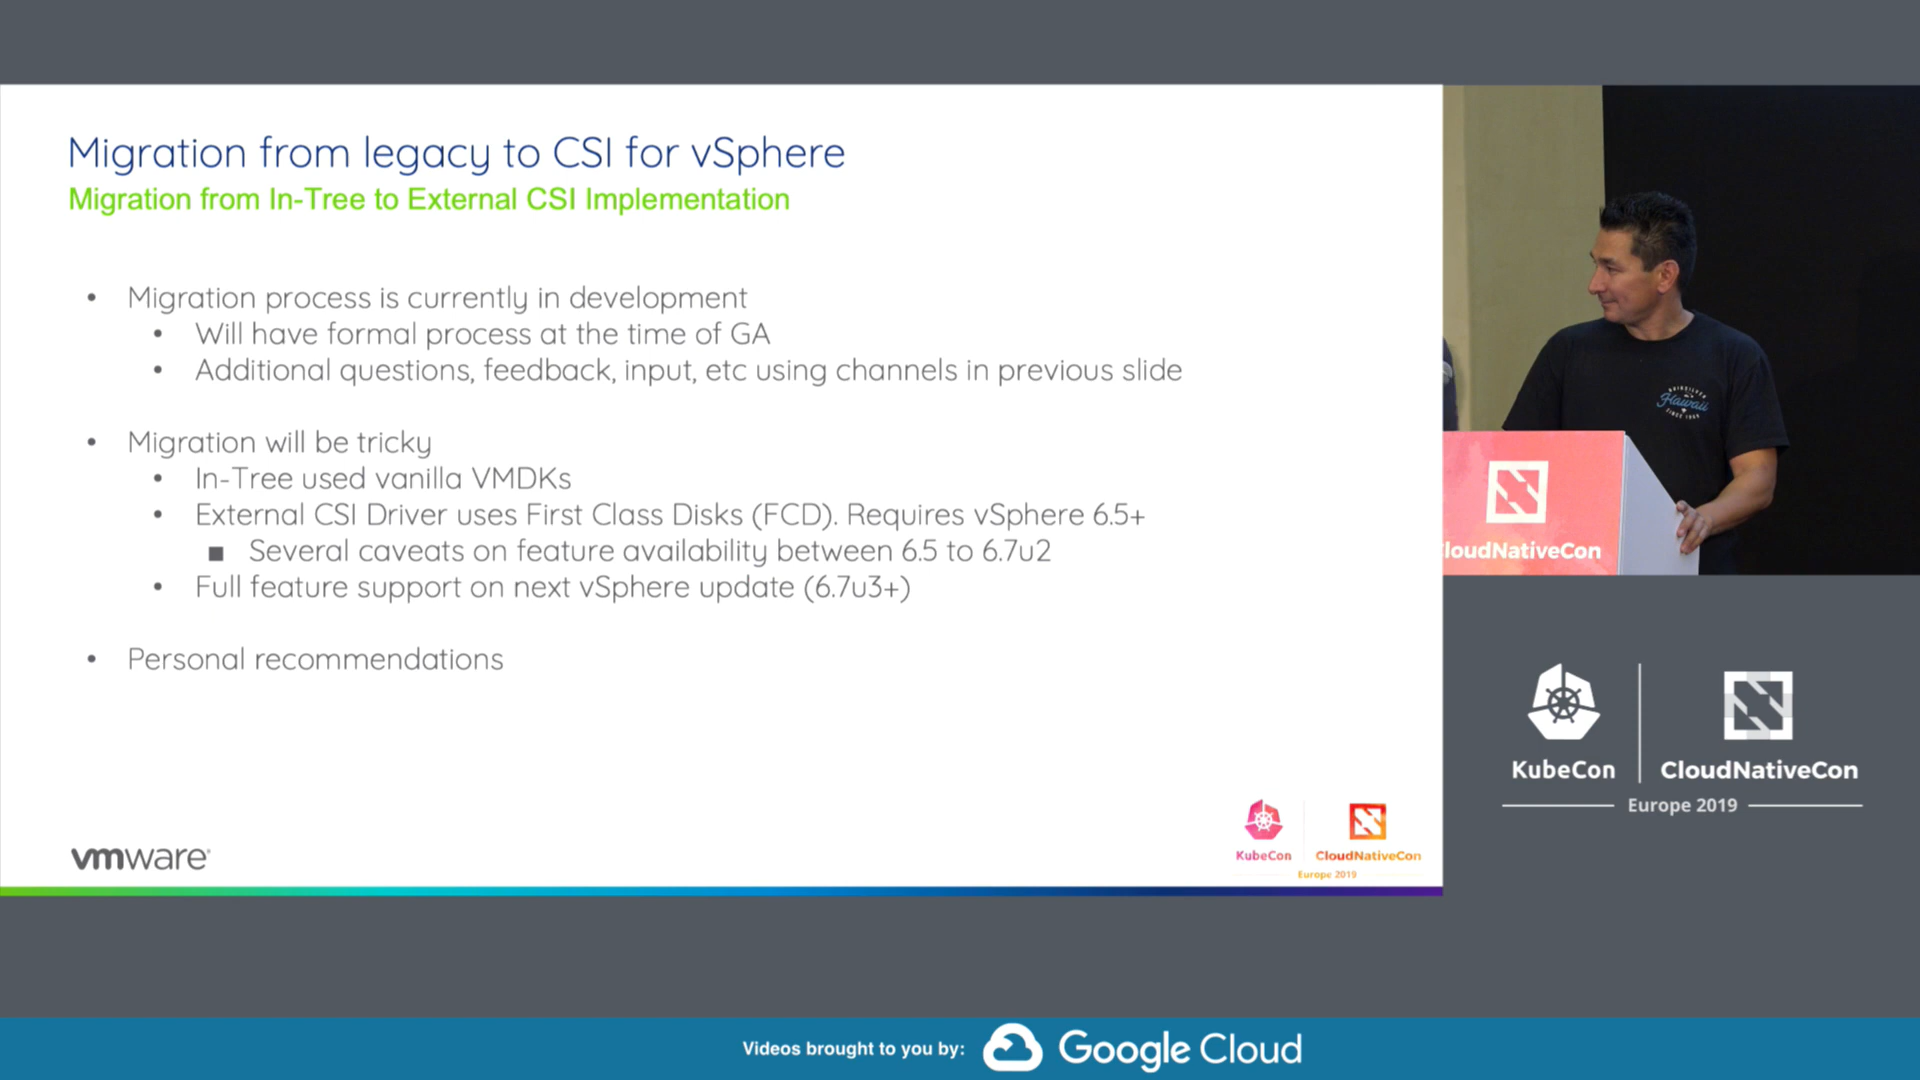 Migration from legacy to CSI for vSphere
Migration from In-Tree to External CSI Implementation
• Migration process is currently in development
• Will have formal process at the time of GA
• Additional questions, feedback, input, etc using channels in previous slide
• Migration will be tricky
• In-Tree used vanilla VMDKs
• External CSI Driver uses First Class Disks (FCD). Requires vSphere 6.5+
■ Several caveats on feature availability between 6.5 to 6.7u2
• Full feature support on next vSphere update (6.7u3+)
• Personal recommendations
vmware
KubeCon
CloudNativeCon
Europe 2019
Hawaii
loudNativeCon
KubeCon
CloudNativeCon
Europe 2019
Videos brought to you by:
Google Cloud